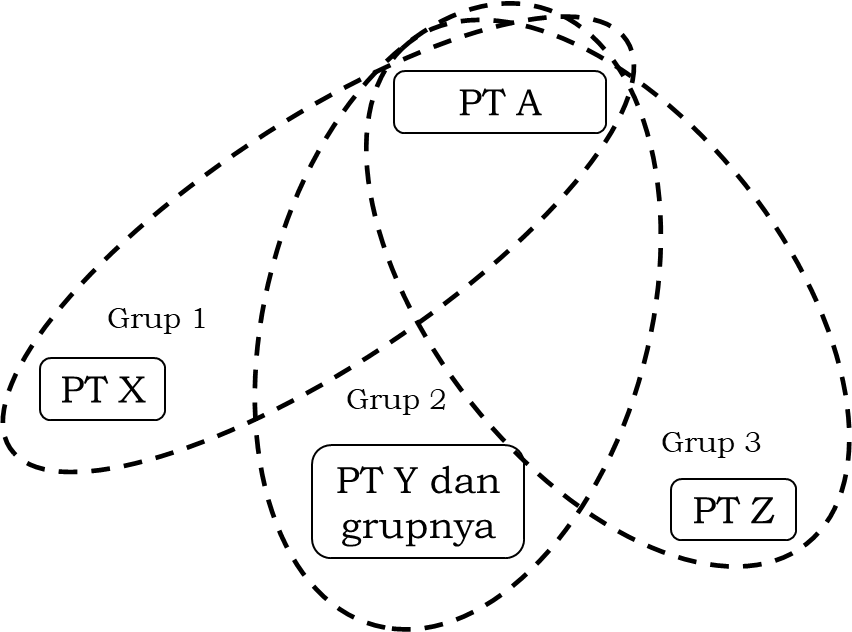 PT A
Grup 1
PT X
Grup 2
PT Y dan
grupnya
Grup 3
PT Z